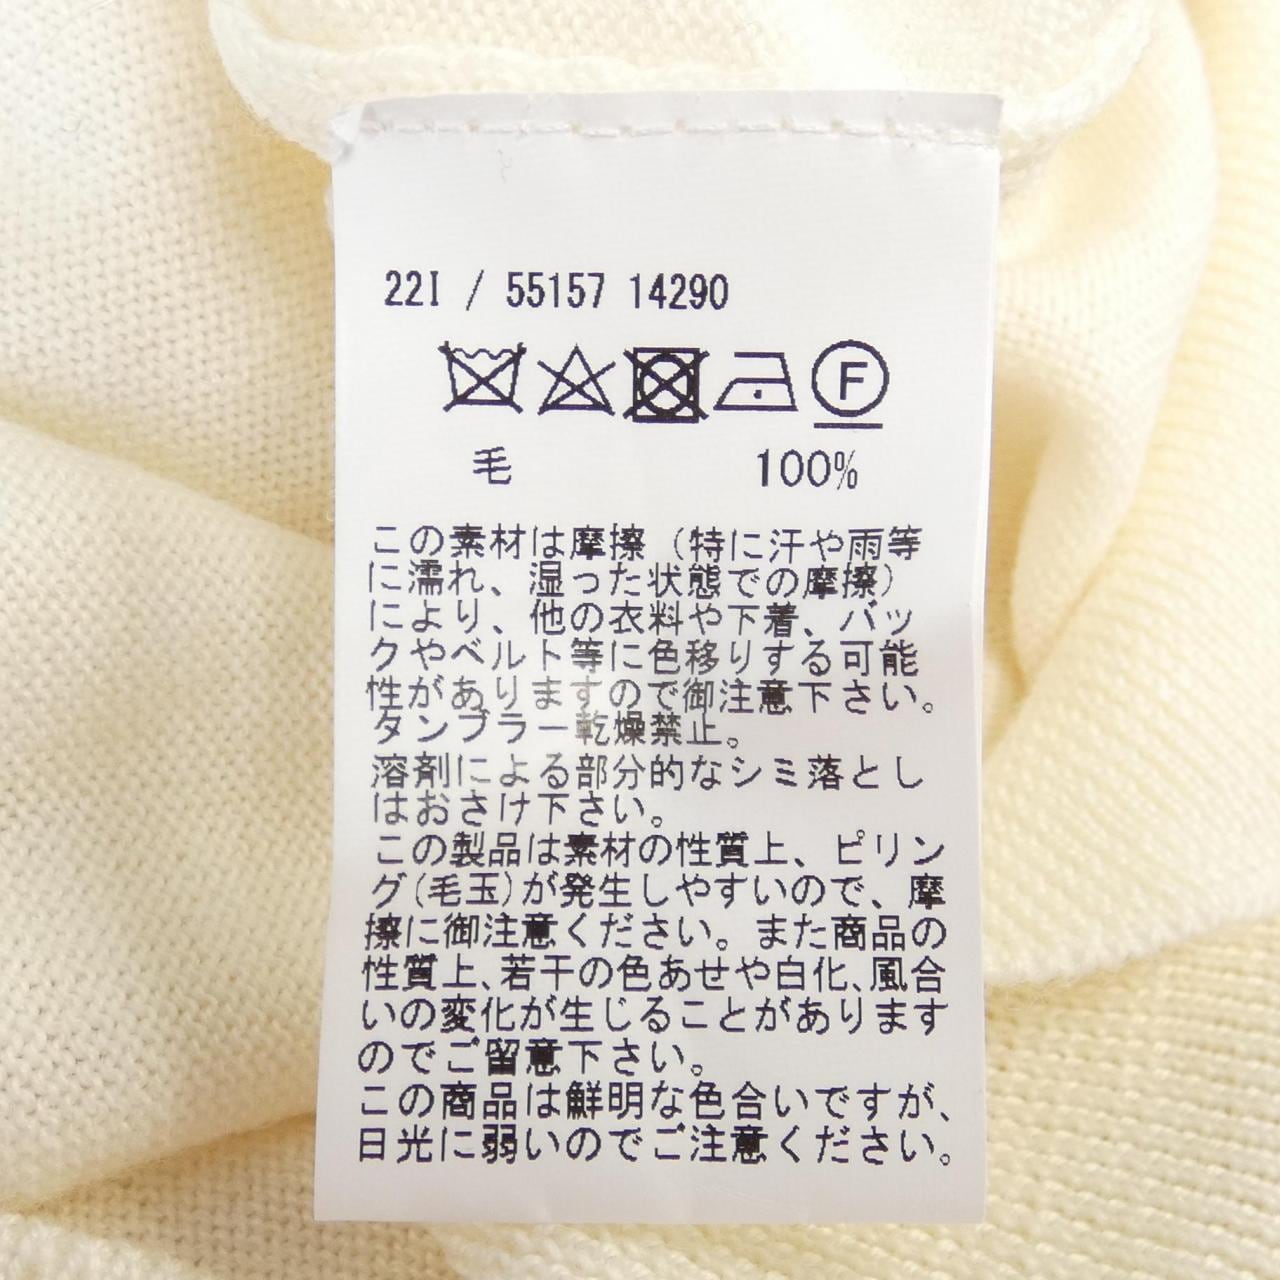 22I / 55157 14290
F
毛 100%
この素材は摩擦（特に汗や雨等
に濡れ、湿った状態での摩擦）
により、他の衣料や下着、バッ
クやベルト等に色移りする可能
性がありますので御注意下さい。
タンブラー乾燥禁止。
溶剤による部分的なシミ落とし
はおさけ下さい。
この製品は素材の性質上、ピリン
グ(毛玉)が発生しやすいので、摩
擦に御注意ください。また商品の
性質上、若干の色あせや白化、風合
いの変化が生じることがあります
のでご留意下さい。
この商品は鮮明な色合いですが、
日光に弱いのでご注意ください。